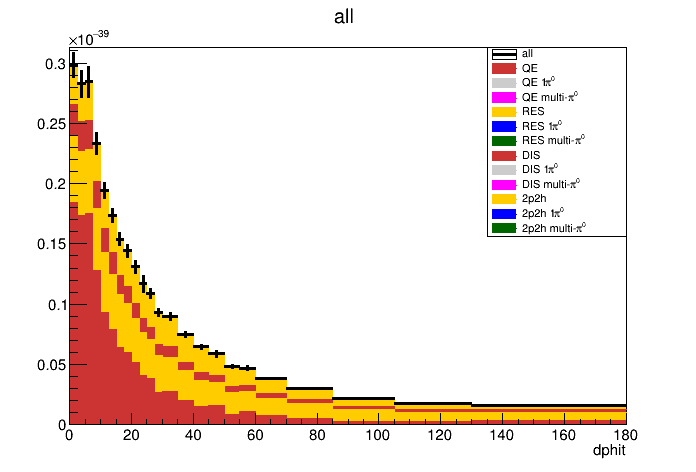 all
×10⁻³⁹
0.3
0.25
0.2
0.15
0.1
0.05
0
0 20 40 60 80 100 120 140 160 180
dphit
all
QE
QE 1π⁰
QE multi-π⁰
RES
RES 1π⁰
RES multi-π⁰
DIS
DIS 1π⁰
DIS multi-π⁰
2p2h
2p2h 1π⁰
2p2h multi-π⁰